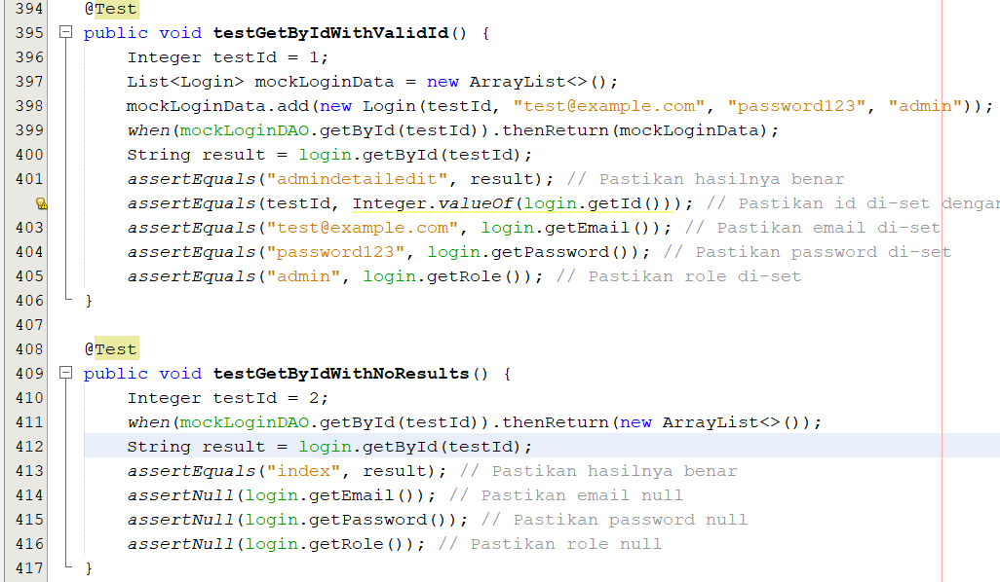 394 @Test
395 public void testGetByIdWithValidId() {
396 Integer testId = 1;
397 List<Login> mockLoginData = new ArrayList<>();
398 mockLoginData.add(new Login(testId, "test@example.com", "password123", "admin"));
399 when(mockLoginDAO.getById(testId)).thenReturn(mockLoginData);
400 String result = login.getById(testId);
401 assertEquals("admindetailedit", result); // Pastikan hasilnya benar
assertEquals(testId, Integer.valueOf(login.getId())); // Pastikan id di-set dengar
403 assertEquals("test@example.com", login.getEmail()); // Pastikan email di-set
404 assertEquals("password123", login.getPassword()); // Pastikan password di-set
405 assertEquals("admin", login.getRole()); // Pastikan role di-set
406 }
407
408 @Test
409 public void testGetByIdWithNoResults() {
410 Integer testId = 2;
411 when(mockLoginDAO.getById(testId)).thenReturn(new ArrayList<>());
412 String result = login.getById(testId);
413 assertEquals("index", result); // Pastikan hasilnya benar
414 assertNull(login.getEmail()); // Pastikan email null
415 assertNull(login.getPassword()); // Pastikan password null
416 assertNull(login.getRole()); // Pastikan role null
417 }